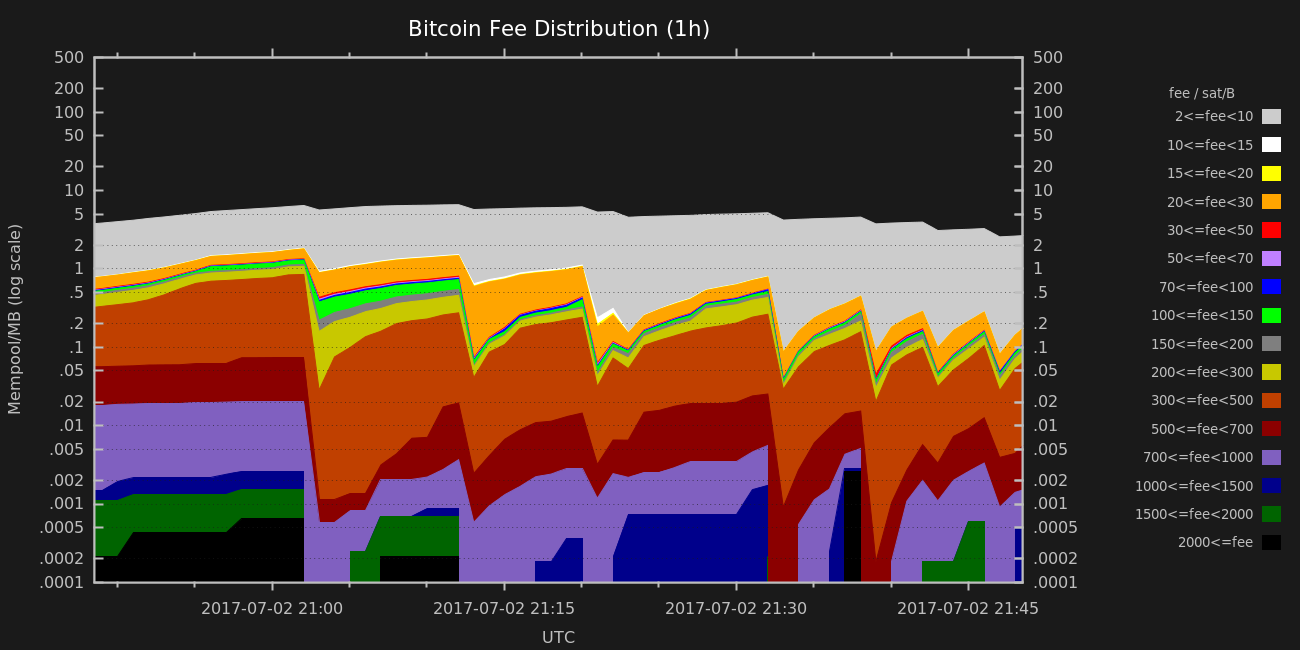 Bitcoin Fee Distribution (1h)
Mempool/MB (log scale)
500 500
200 200
100 100
50 50
20 20
10 10
5 5
2 2
1 1
.5 .5
.2 .2
.1 .1
.05 .05
.02 .02
.01 .01
.005 .005
.002 .002
.001 .001
.0005 .0005
.0002 .0002
.0001 .0001
2017-07-02 21:00 2017-07-02 21:15 2017-07-02 21:30 2017-07-02 21:45
UTC
fee / sat/B
2<=fee<10
10<=fee<15
15<=fee<20
20<=fee<30
30<=fee<50
50<=fee<70
70<=fee<100
100<=fee<150
150<=fee<200
200<=fee<300
300<=fee<500
500<=fee<700
700<=fee<1000
1000<=fee<1500
1500<=fee<2000
2000<=fee